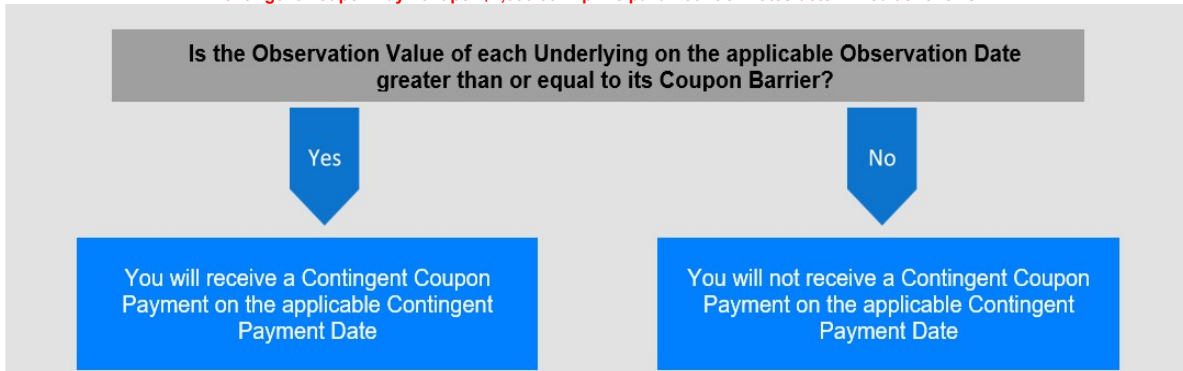 Is the Observation Value of each Underlying on the applicable Observation Date
greater than or equal to its Coupon Barrier?
Yes
No
You will receive a Contingent Coupon
Payment on the applicable Contingent
Payment Date
You will not receive a Contingent Coupon
Payment on the applicable Contingent
Payment Date